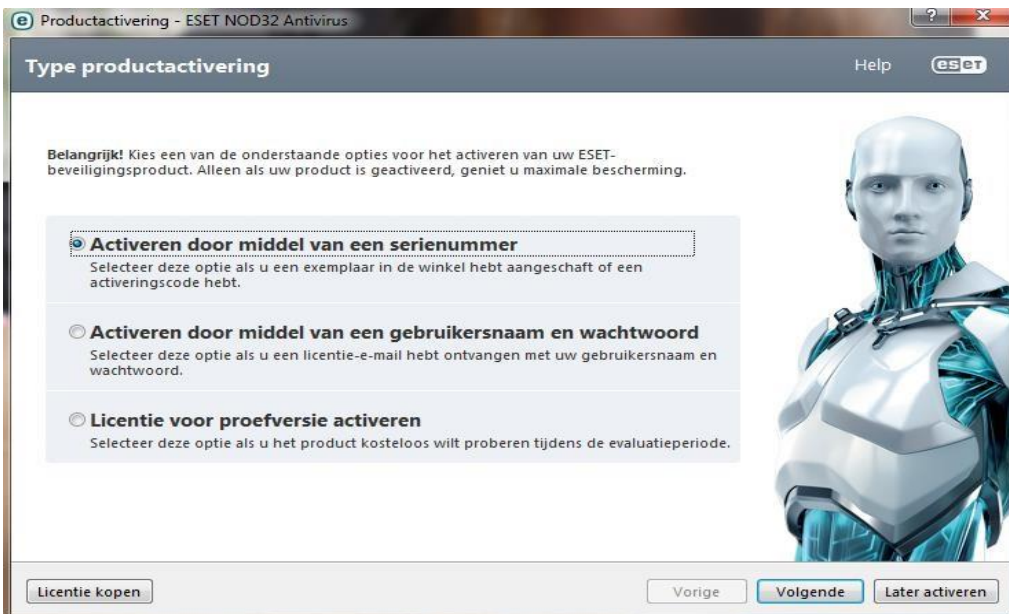 Productactivering - ESET NOD32 Antivirus
Type productactivering
Help
eseT
Belangrijk! Kies een van de onderstaande opties voor het activeren van uw ESET-
beveiligingsproduct. Alleen als uw product is geactiveerd, geniet u maximale bescherming.
Activeren door middel van een serienummer
Selecteer deze optie als u een exemplaar in de winkel hebt aangeschaft of een
activeringscode hebt.
Activeren door middel van een gebruikersnaam en wachtwoord
Selecteer deze optie als u een licentie-e-mail hebt ontvangen met uw gebruikersnaam en
wachtwoord.
Licentie voor proefversie activeren
Selecteer deze optie als u het product kosteloos wilt proberen tijdens de evaluatieperiode.
Licentie kopen
Vorige
Volgende
Later activeren